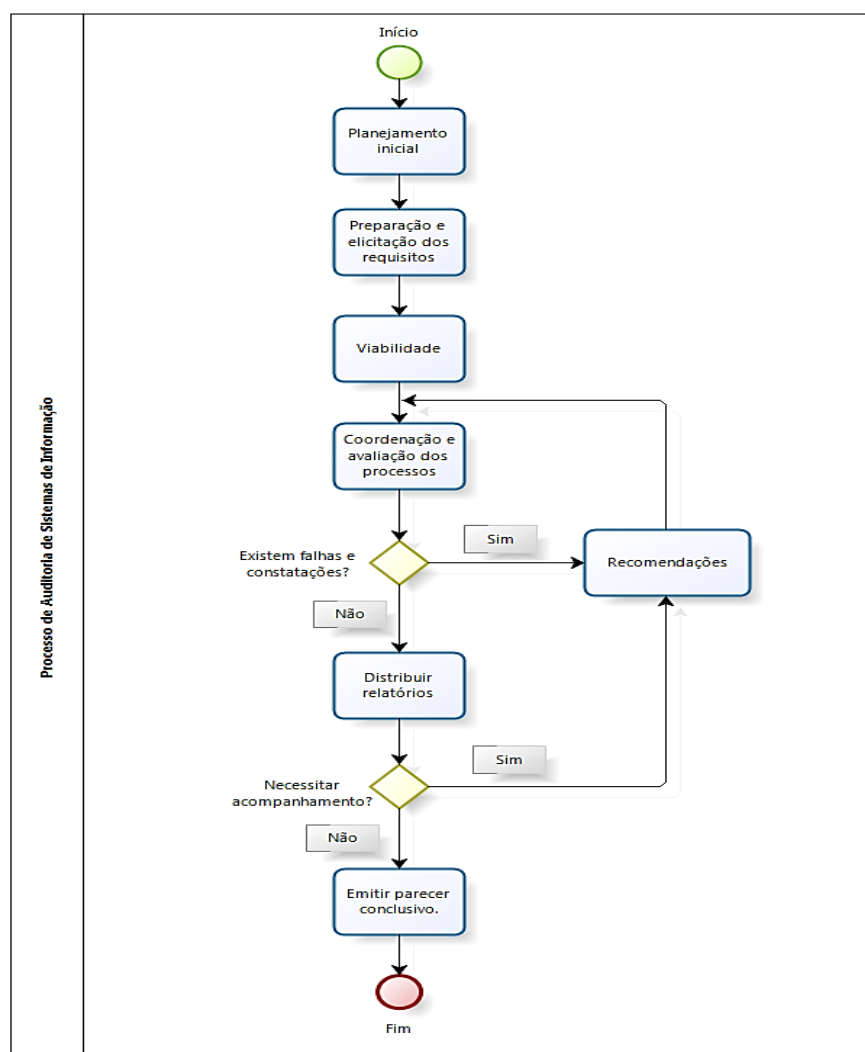 Processo de Auditoria de Sistemas de Informação
Início
Planejamento
inicial
Preparação e
elicitação dos
requisitos
Viabilidade
Coordenação e
avaliação dos
processos
Existem falhas e
constatações?
Sim
Recomendações
Não
Distribuir
relatórios
Necessitar
acompanhamento?
Sim
Não
Emitir parecer
conclusivo.
Fim